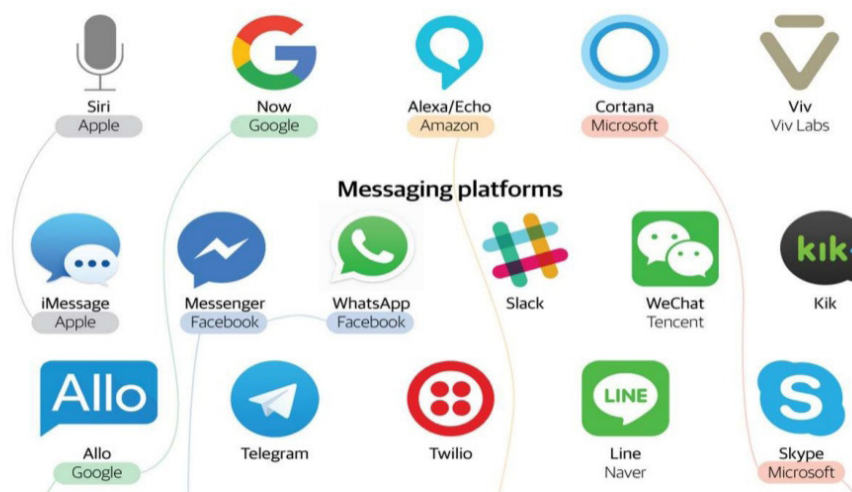 Siri
Apple
Now
Google
Alexa/Echo
Amazon
Cortana
Microsoft
Viv
Viv Labs
Messaging platforms
kik
iMessage
Apple
Messenger
Facebook
WhatsApp
Facebook
Slack
WeChat
Tencent
Kik
Allo
LINE
S
Allo
Google
Telegram
Twilio
Line
Naver
Skype
Microsoft